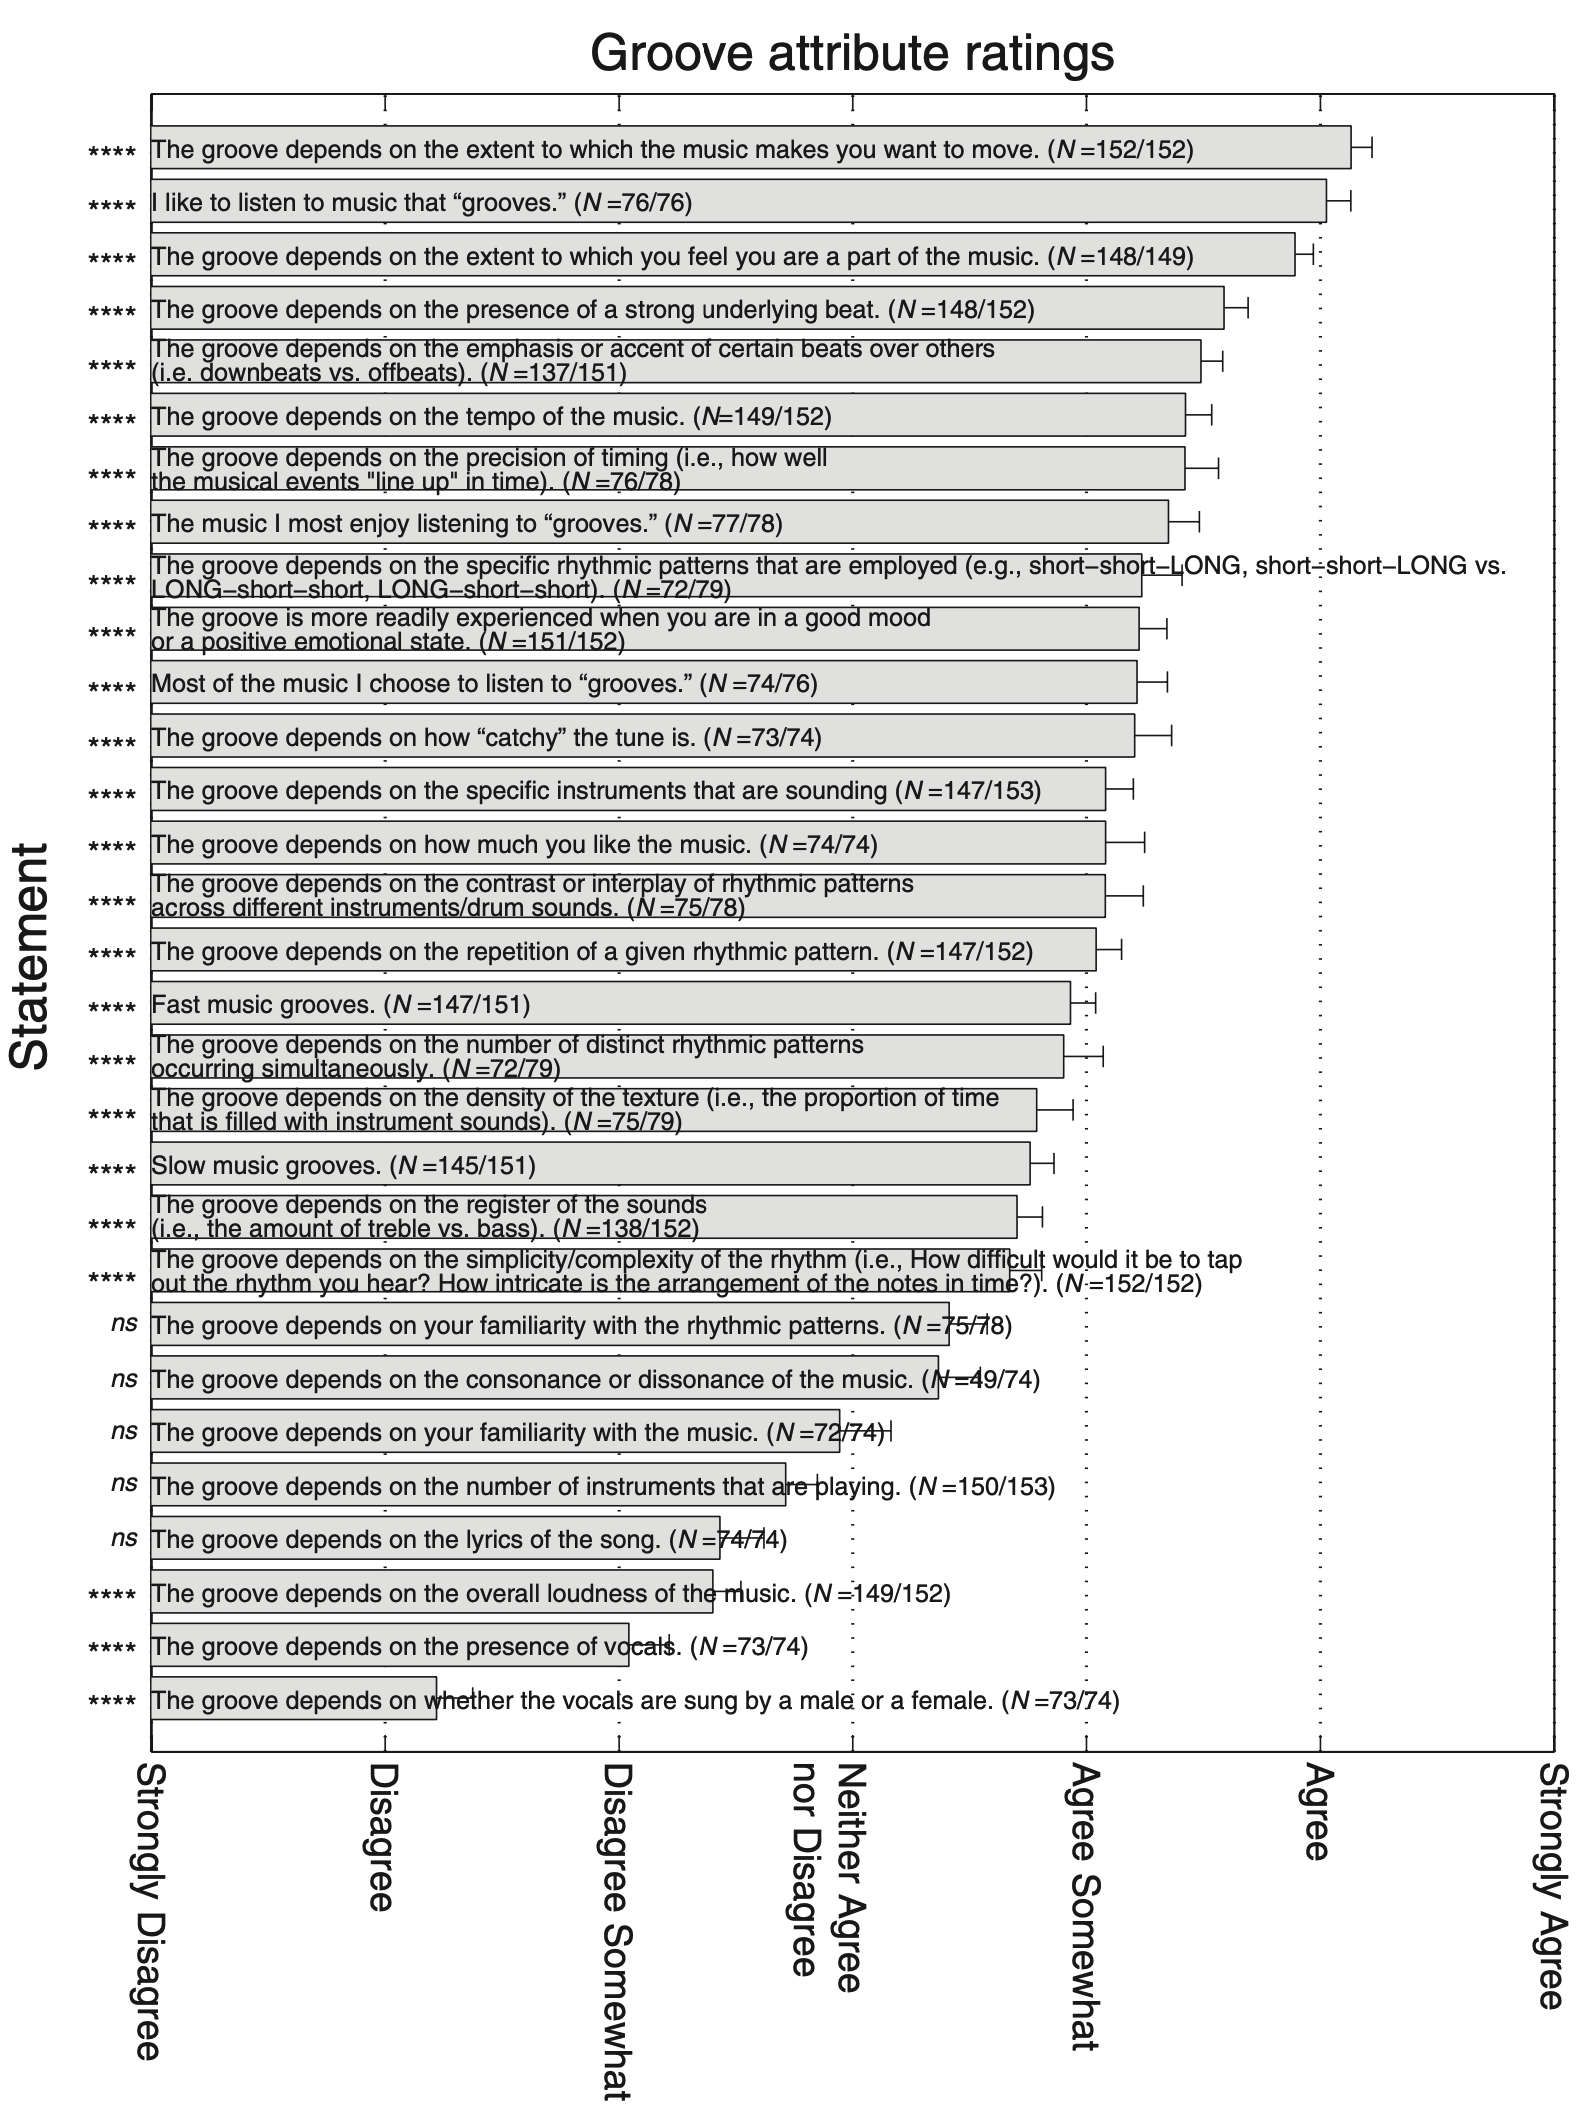 Groove attribute ratings
Statement
**** The groove depends on the extent to which the music makes you want to move. (N =152/152)
**** I like to listen to music that “grooves.” (N =76/76)
**** The groove depends on the extent to which you feel you are a part of the music. (N =148/149)
**** The groove depends on the presence of a strong underlying beat. (N =148/152)
The groove depends on the emphasis or accent of certain beats over others
**** (i.e. downbeats vs. offbeats). (N =137/151)
**** The groove depends on the tempo of the music. (N=149/152)
The groove depends on the precision of timing (i.e., how well
**** the musical events "line up" in time). (N =76/78)
**** The music I most enjoy listening to “grooves.” (N =77/78)
The groove depends on the specific rhythmic patterns that are employed (e.g., short–short–LONG, short–short–LONG vs.
**** LONG–short–short, LONG–short–short). (N =72/79)
The groove is more readily experienced when you are in a good mood
**** or a positive emotional state. (N =151/152)
**** Most of the music I choose to listen to “grooves.” (N =74/76)
**** The groove depends on how “catchy” the tune is. (N =73/74)
**** The groove depends on the specific instruments that are sounding (N =147/153)
**** The groove depends on how much you like the music. (N =74/74)
The groove depends on the contrast or interplay of rhythmic patterns
**** across different instruments/drum sounds. (N =75/78)
**** The groove depends on the repetition of a given rhythmic pattern. (N =147/152)
**** Fast music grooves. (N =147/151)
The groove depends on the number of distinct rhythmic patterns
**** occurring simultaneously. (N =72/79)
The groove depends on the density of the texture (i.e., the proportion of time
**** that is filled with instrument sounds). (N =75/79)
**** Slow music grooves. (N =145/151)
The groove depends on the register of the sounds
**** (i.e., the amount of treble vs. bass). (N =138/152)
The groove depends on the simplicity/complexity of the rhythm (i.e., How difficult would it be to tap
**** out the rhythm you hear? How intricate is the arrangement of the notes in time?). (N =152/152)
ns The groove depends on your familiarity with the rhythmic patterns. (N =75/78)
ns The groove depends on the consonance or dissonance of the music. (N =49/74)
ns The groove depends on your familiarity with the music. (N =72/74)
ns The groove depends on the number of instruments that are playing. (N =150/153)
ns The groove depends on the lyrics of the song. (N =74/74)
**** The groove depends on the overall loudness of the music. (N =149/152)
**** The groove depends on the presence of vocals. (N =73/74)
**** The groove depends on whether the vocals are sung by a male or a female. (N =73/74)
Strongly Disagree
Disagree
Disagree Somewhat
Neither Agree
nor Disagree
Agree Somewhat
Agree
Strongly Agree